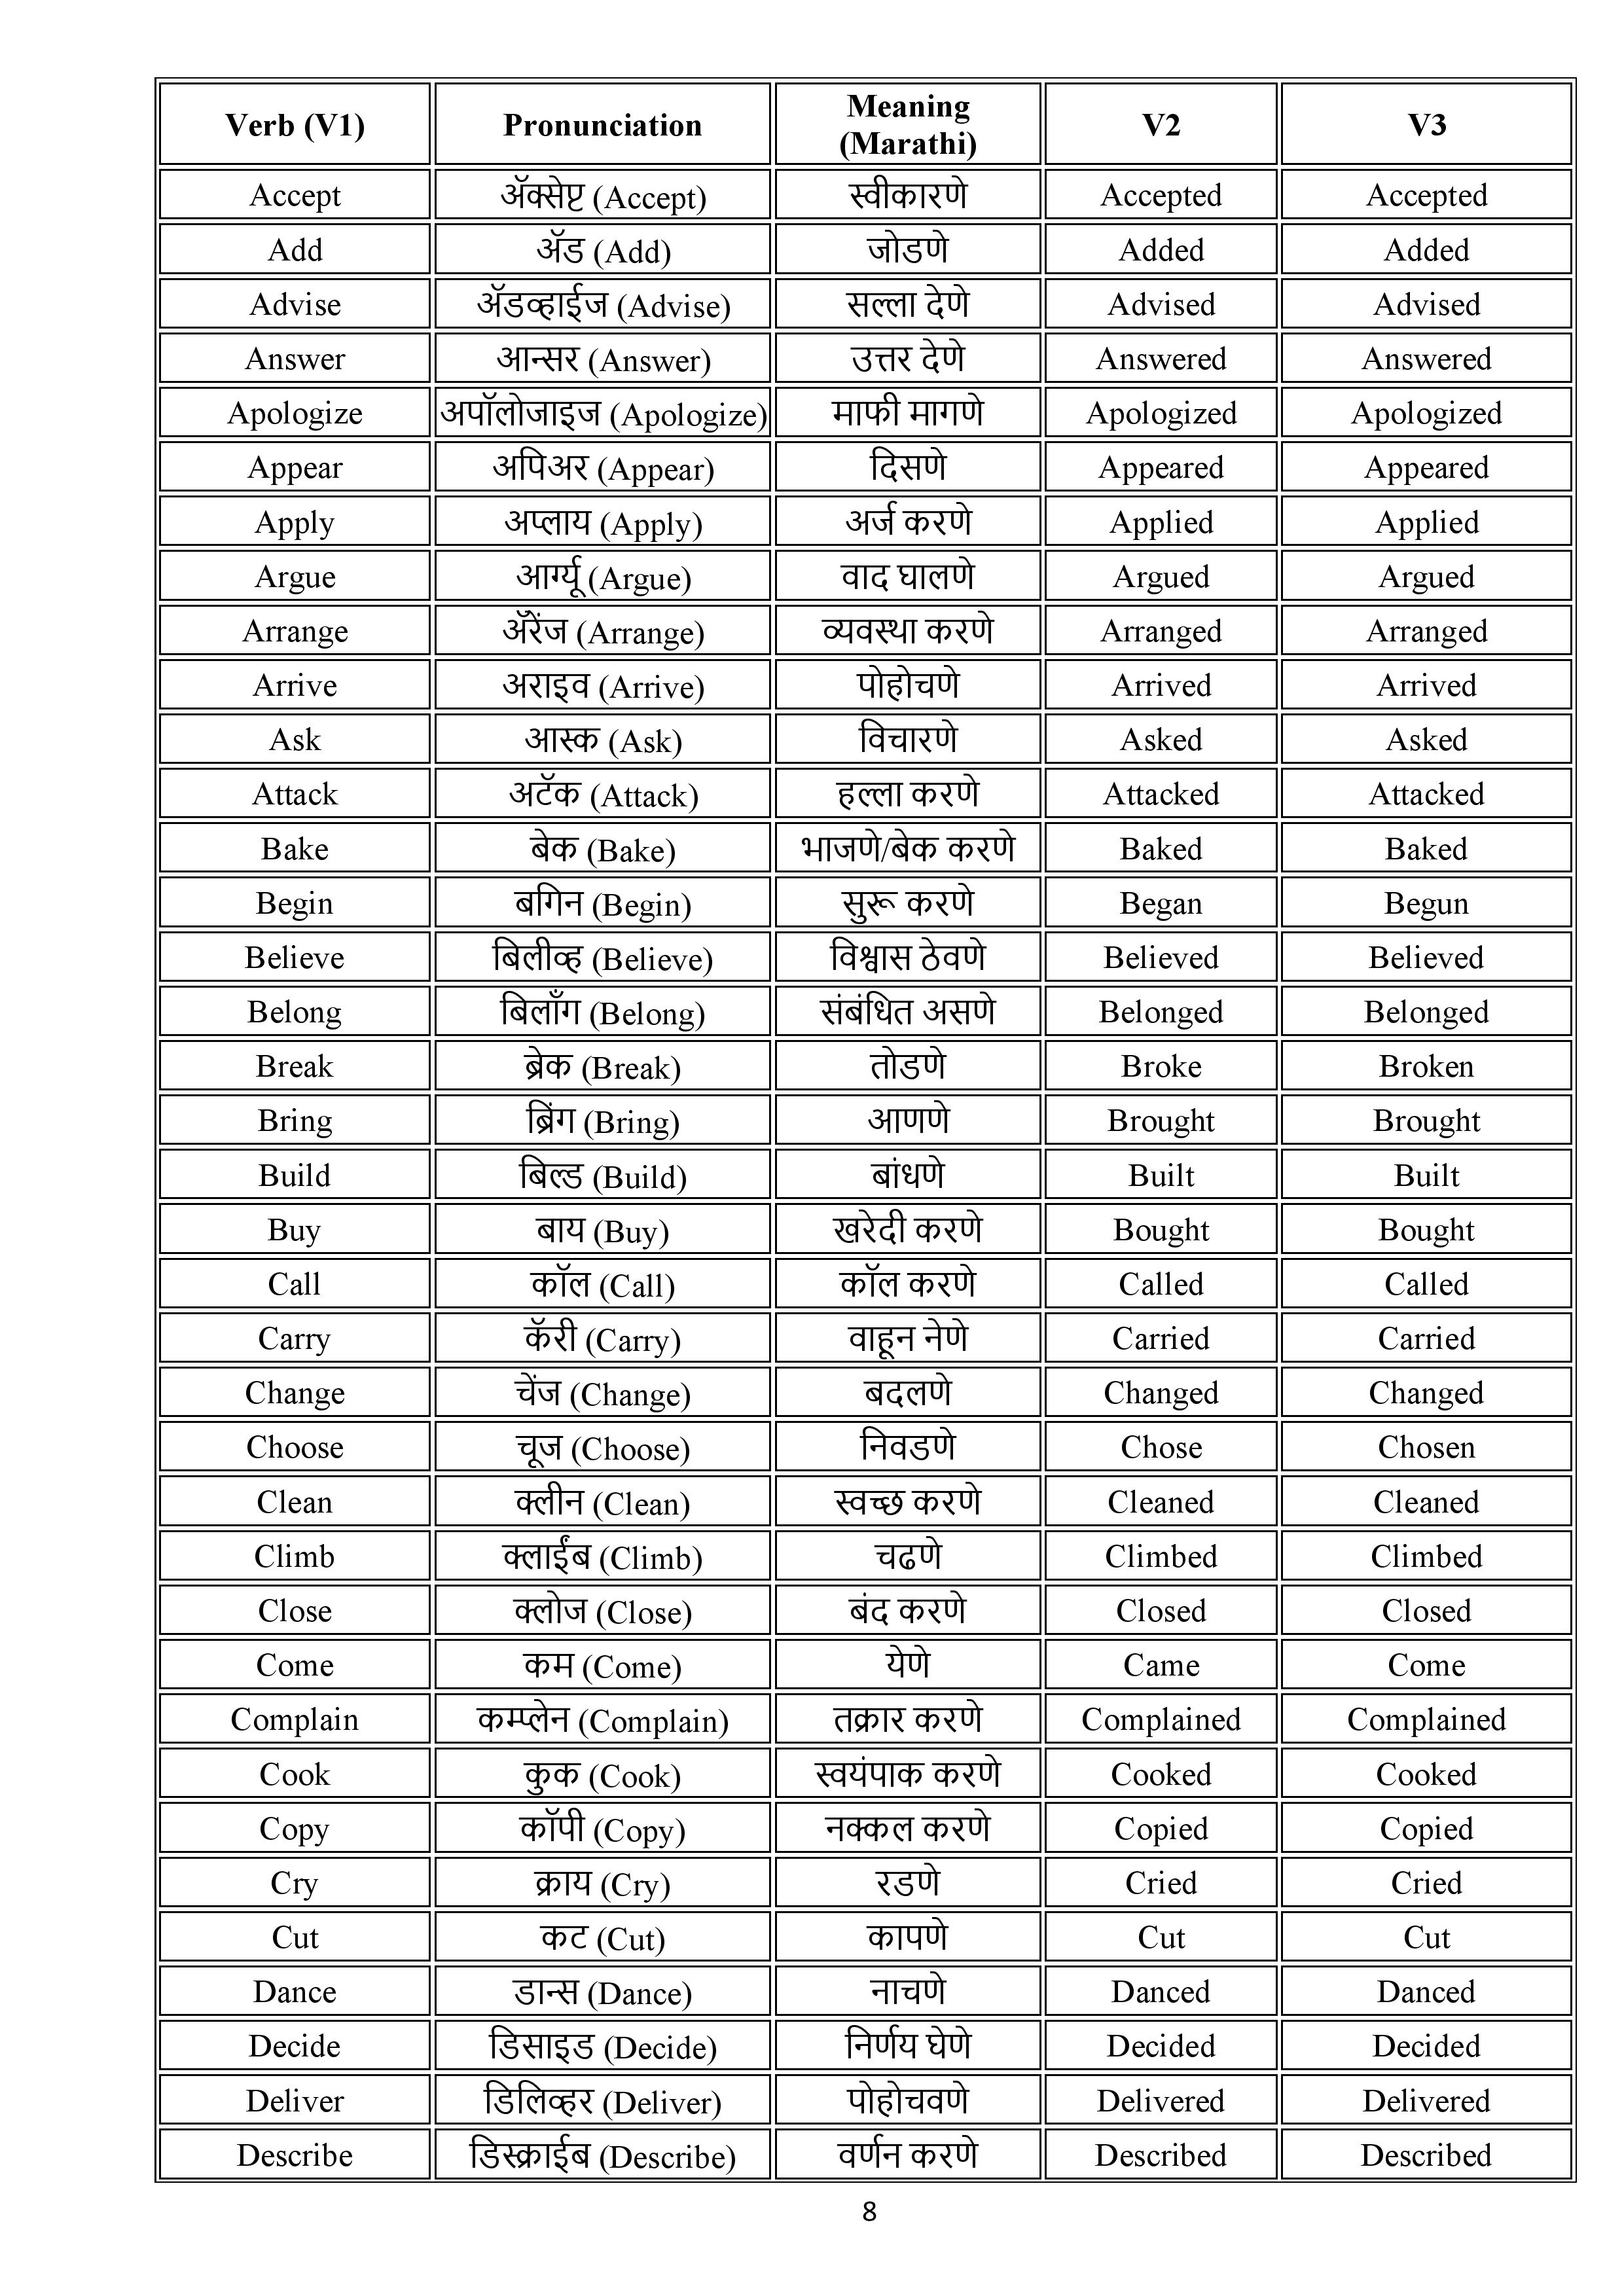 Verb (V1) Pronunciation Meaning (Marathi) V2 V3
Accept ॲक्सेप्ट (Accept) स्वीकारणे Accepted Accepted
Add ॲड (Add) जोडणे Added Added
Advise ॲडव्हाईज (Advise) सल्ला देणे Advised Advised
Answer आन्सर (Answer) उत्तर देणे Answered Answered
Apologize अपॉलोजाइज (Apologize) माफी मागणे Apologized Apologized
Appear अपिअर (Appear) दिसणे Appeared Appeared
Apply अप्लाय (Apply) अर्ज करणे Applied Applied
Argue आर्ग्यू (Argue) वाद घालणे Argued Argued
Arrange ॲरेंज (Arrange) व्यवस्था करणे Arranged Arranged
Arrive अराइव (Arrive) पोहोचणे Arrived Arrived
Ask आस्क (Ask) विचारणे Asked Asked
Attack अटॅक (Attack) हल्ला करणे Attacked Attacked
Bake बेक (Bake) भाजणे/बेक करणे Baked Baked
Begin बगिन (Begin) सुरू करणे Began Begun
Believe बिलीव्ह (Believe) विश्वास ठेवणे Believed Believed
Belong बिलाँग (Belong) संबंधित असणे Belonged Belonged
Break ब्रेक (Break) तोडणे Broke Broken
Bring ब्रिंग (Bring) आणणे Brought Brought
Build बिल्ड (Build) बांधणे Built Built
Buy बाय (Buy) खरेदी करणे Bought Bought
Call कॉल (Call) कॉल करणे Called Called
Carry कॅरी (Carry) वाहून नेणे Carried Carried
Change चेंज (Change) बदलणे Changed Changed
Choose चूज (Choose) निवडणे Chose Chosen
Clean क्लीन (Clean) स्वच्छ करणे Cleaned Cleaned
Climb क्लाईंब (Climb) चढणे Climbed Climbed
Close क्लोज (Close) बंद करणे Closed Closed
Come कम (Come) येणे Came Come
Complain कम्प्लेन (Complain) तक्रार करणे Complained Complained
Cook कुक (Cook) स्वयंपाक करणे Cooked Cooked
Copy कॉपी (Copy) नक्कल करणे Copied Copied
Cry क्राय (Cry) रडणे Cried Cried
Cut कट (Cut) कापणे Cut Cut
Dance डान्स (Dance) नाचणे Danced Danced
Decide डिसाइड (Decide) निर्णय घेणे Decided Decided
Deliver डिलिव्हर (Deliver) पोहोचवणे Delivered Delivered
Describe डिस्क्राईब (Describe) वर्णन करणे Described Described
8